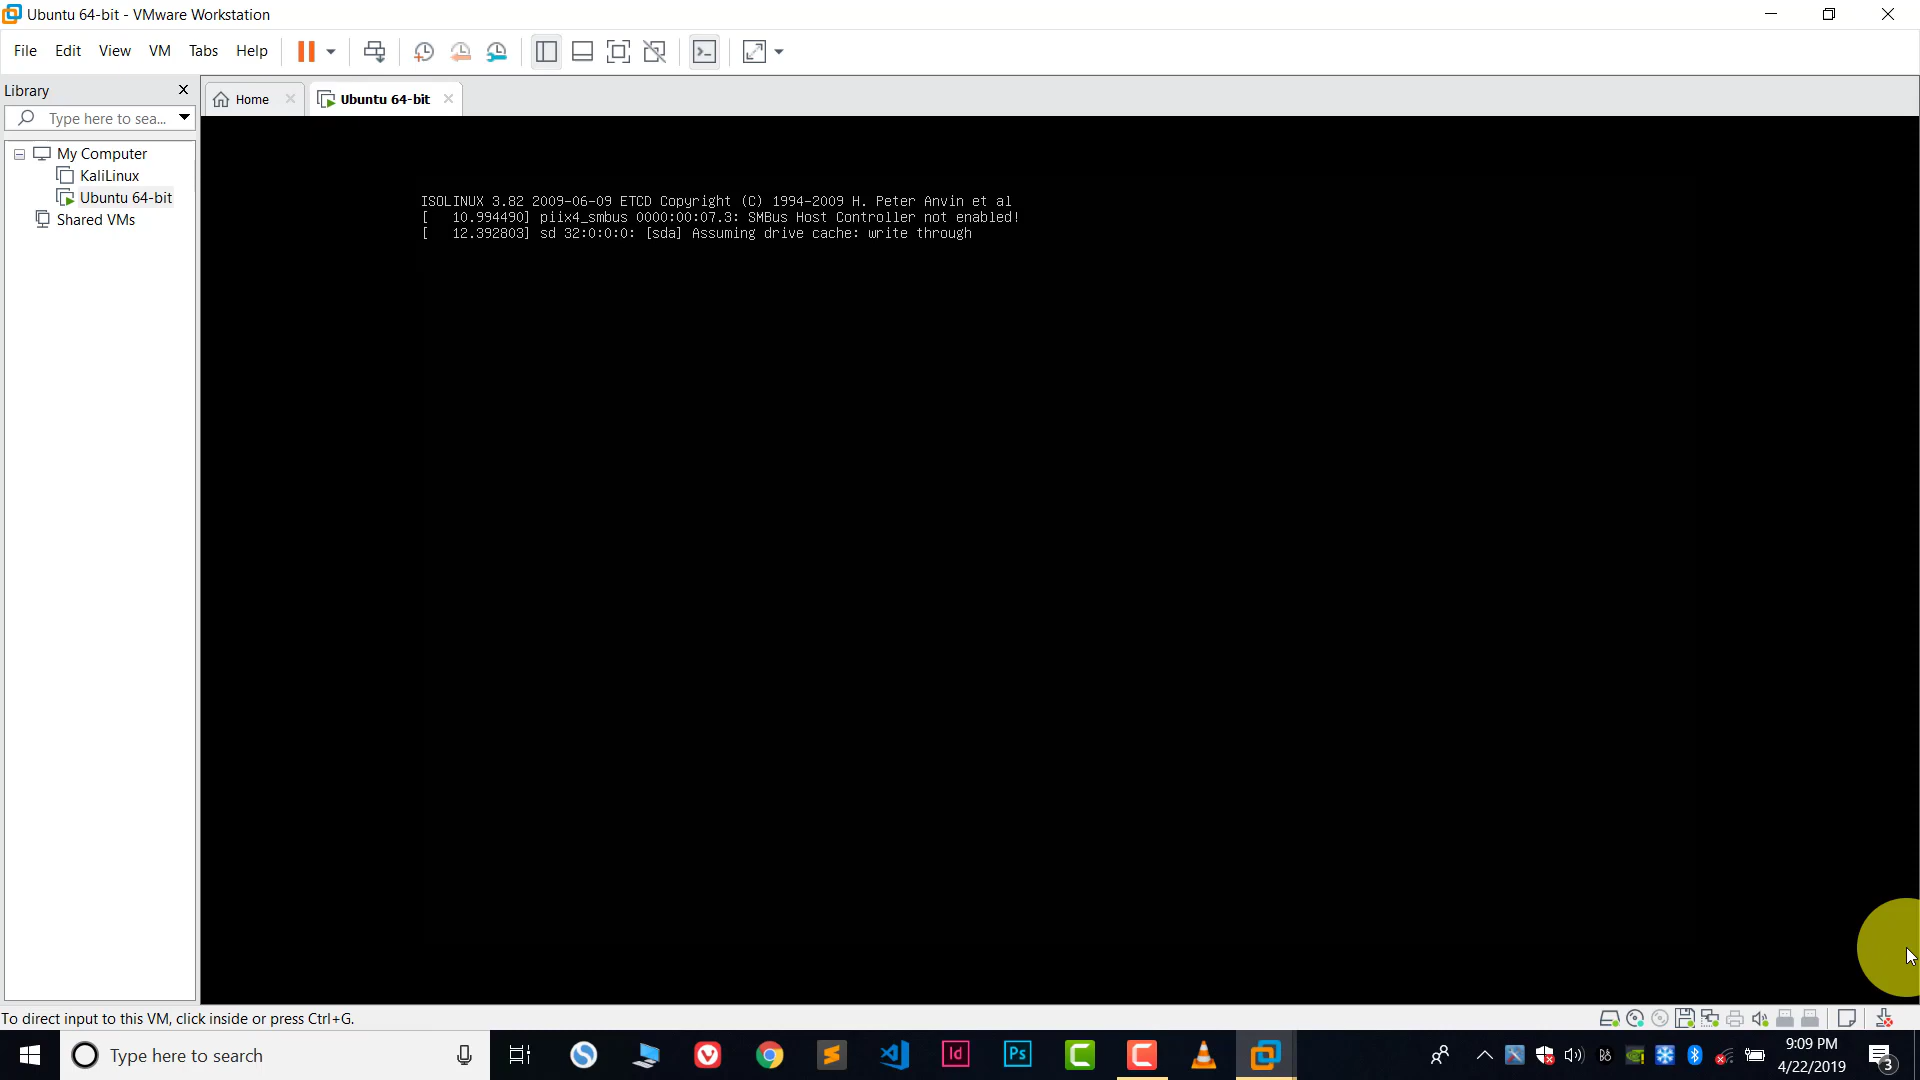 Ubuntu 64-bit - VMware Workstation
File Edit View VM Tabs Help
Library
Home
Ubuntu 64-bit
Type here to sea...
My Computer
KaliLinux
Ubuntu 64-bit
Shared VMs
ISOLINUX 3.82 2009-06-09 ETCD Copyright (C) 1994-2009 H. Peter Anvin et al
[   10.994490] piix4_smbus 0000:00:07.3: SMBus Host Controller not enabled!
[   12.392803] sd 32:0:0:0: [sda] Assuming drive cache: write through
To direct input to this VM, click inside or press Ctrl+G.
Type here to search
Id
Ps
9:09 PM
4/22/2019
3